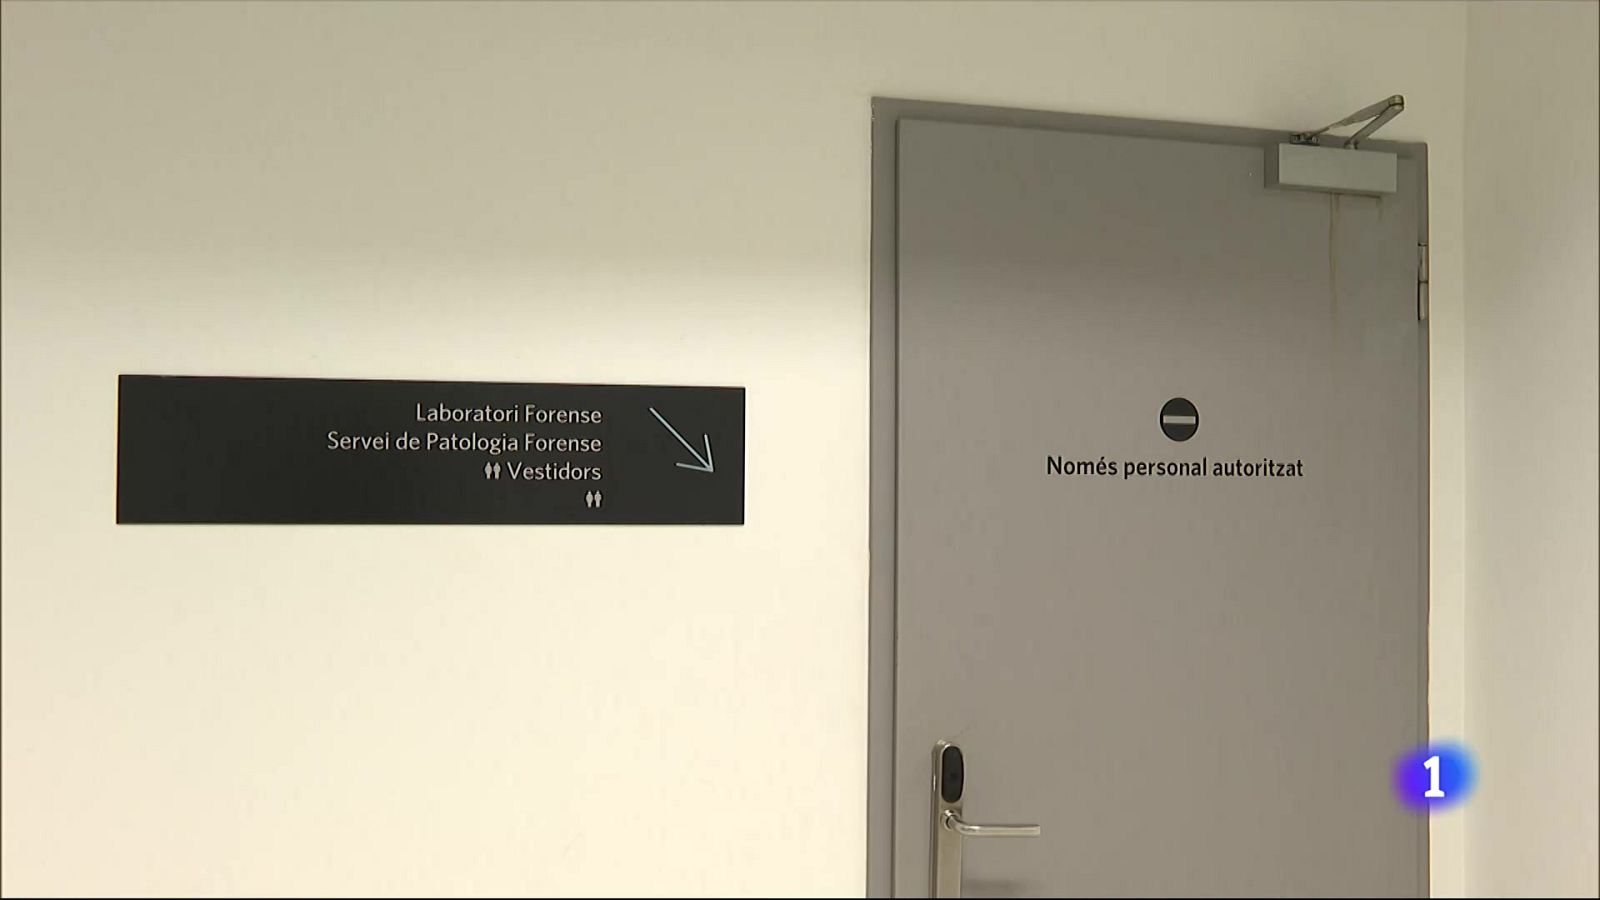 Laboratori Forense
Servei de Patologia Forense
Vestidors
Només personal autoritzat
1